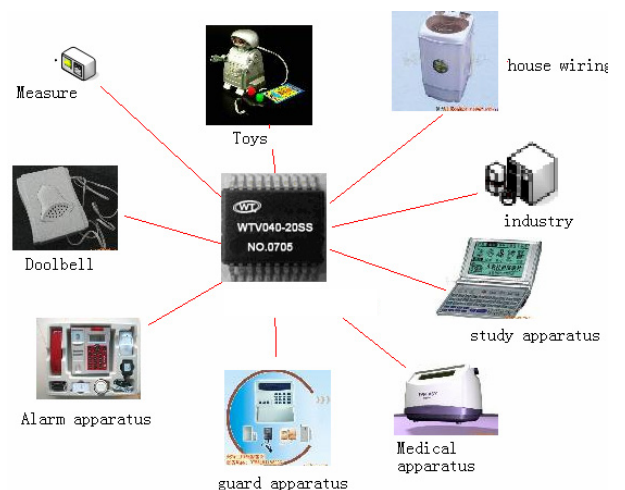 house wiring
Measure
Toys
WT
WTV040-20SS
NO.0705
industry
Doolbell
study apparatus
Alarm apparatus
Medical
apparatus
guard apparatus